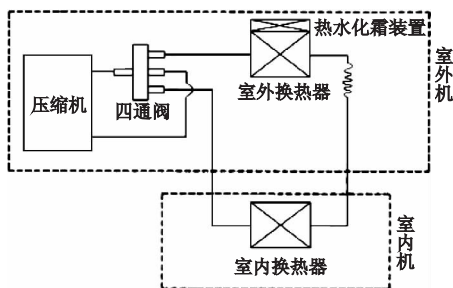 热水化霜装置
室外机
压缩机
四通阀
室外换热器
室内换热器
室内机